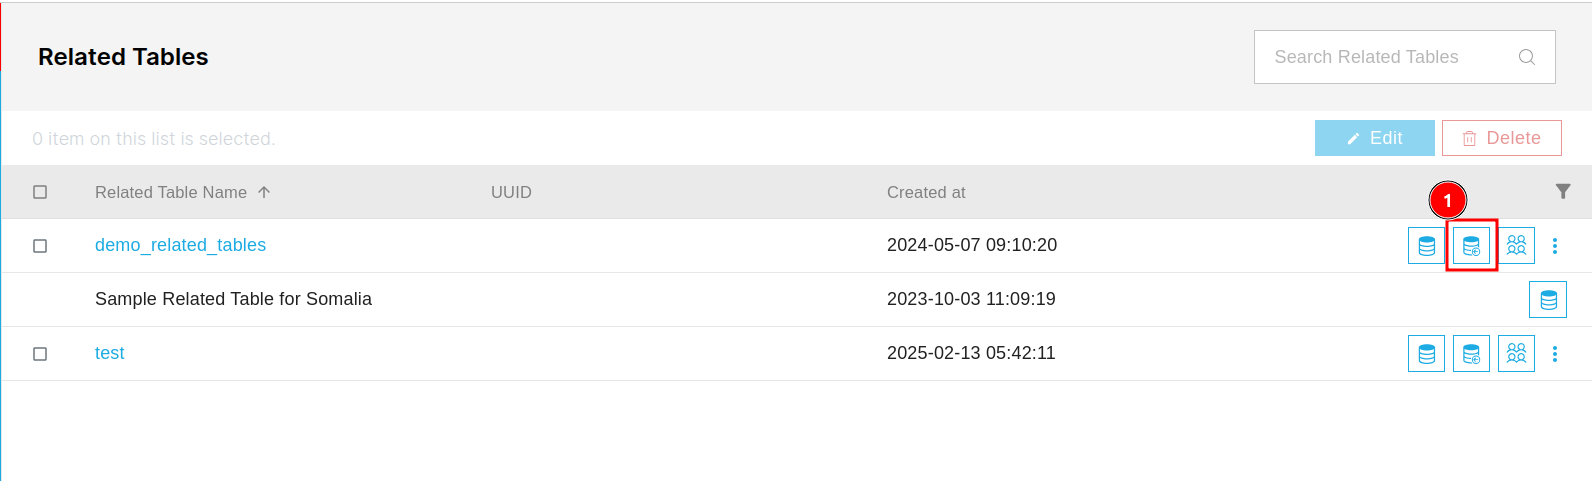 Related Tables
Search Related Tables
0 item on this list is selected.
Edit
Delete
Related Table Name
UUID
Created at
1
demo_related_tables
2024-05-07 09:10:20
Sample Related Table for Somalia
2023-10-03 11:09:19
test
2025-02-13 05:42:11